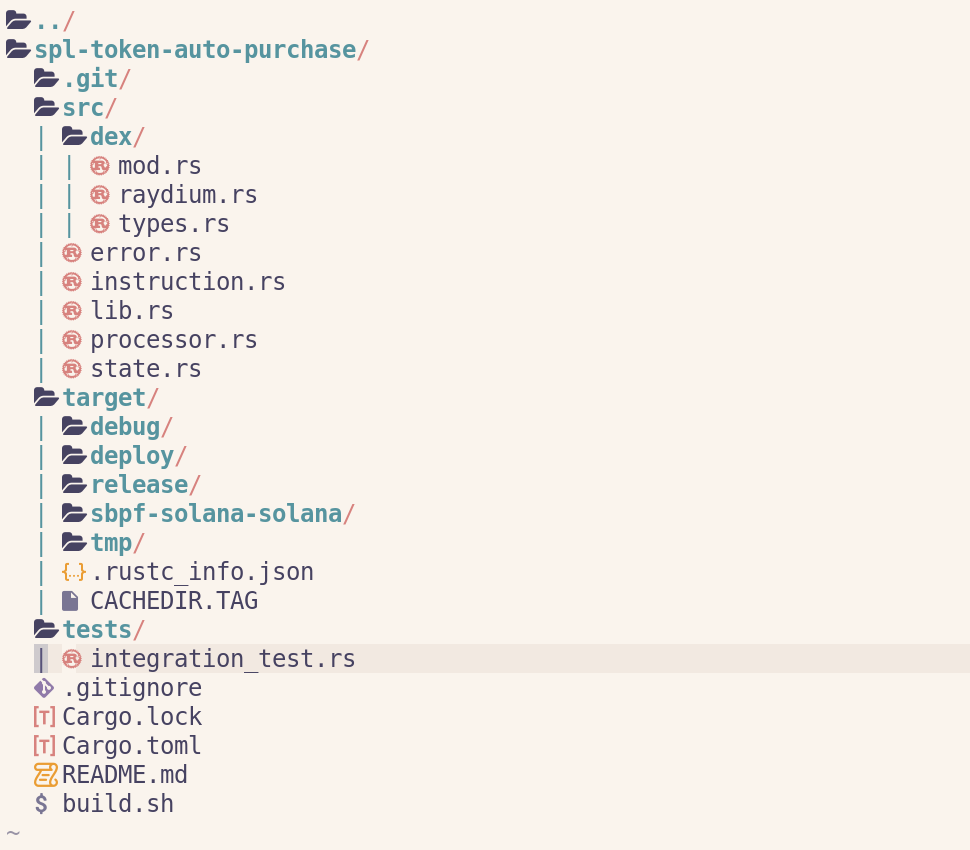 ../
spl-token-auto-purchase/
.git/
src/
dex/
mod.rs
raydium.rs
types.rs
error.rs
instruction.rs
lib.rs
processor.rs
state.rs
target/
debug/
deploy/
release/
sbpf-solana-solana/
tmp/
.rustc_info.json
CACHEDIR.TAG
tests/
integration_test.rs
.gitignore
Cargo.lock
Cargo.toml
README.md
build.sh
~